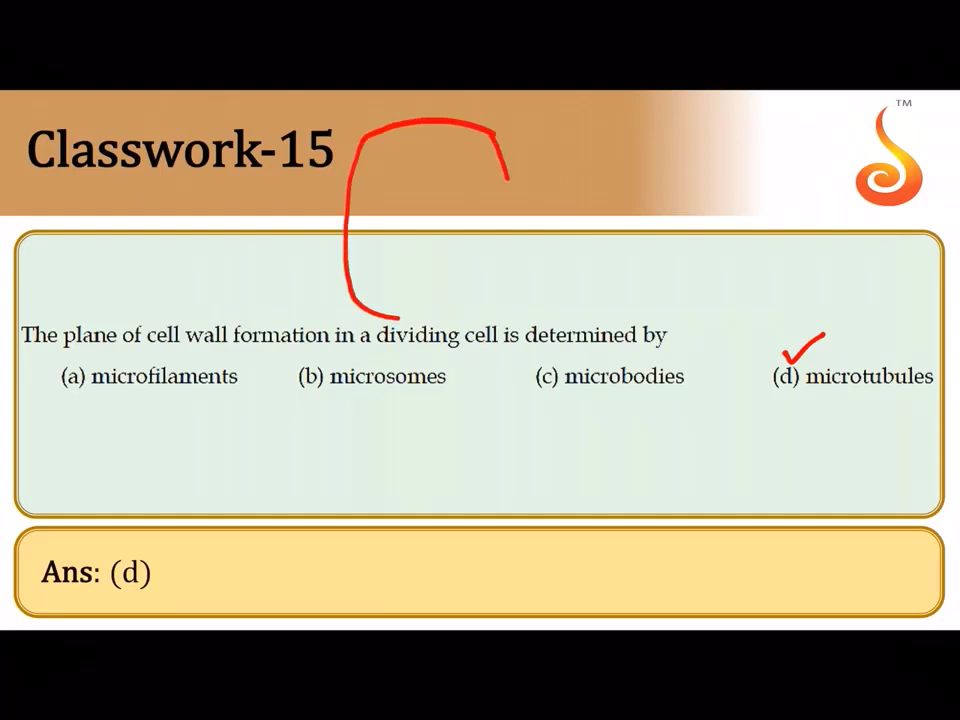 Classwork-15
TM
The plane of cell wall formation in a dividing cell is determined by
(a) microfilaments (b) microsomes (c) microbodies (d) microtubules
Ans: (d)